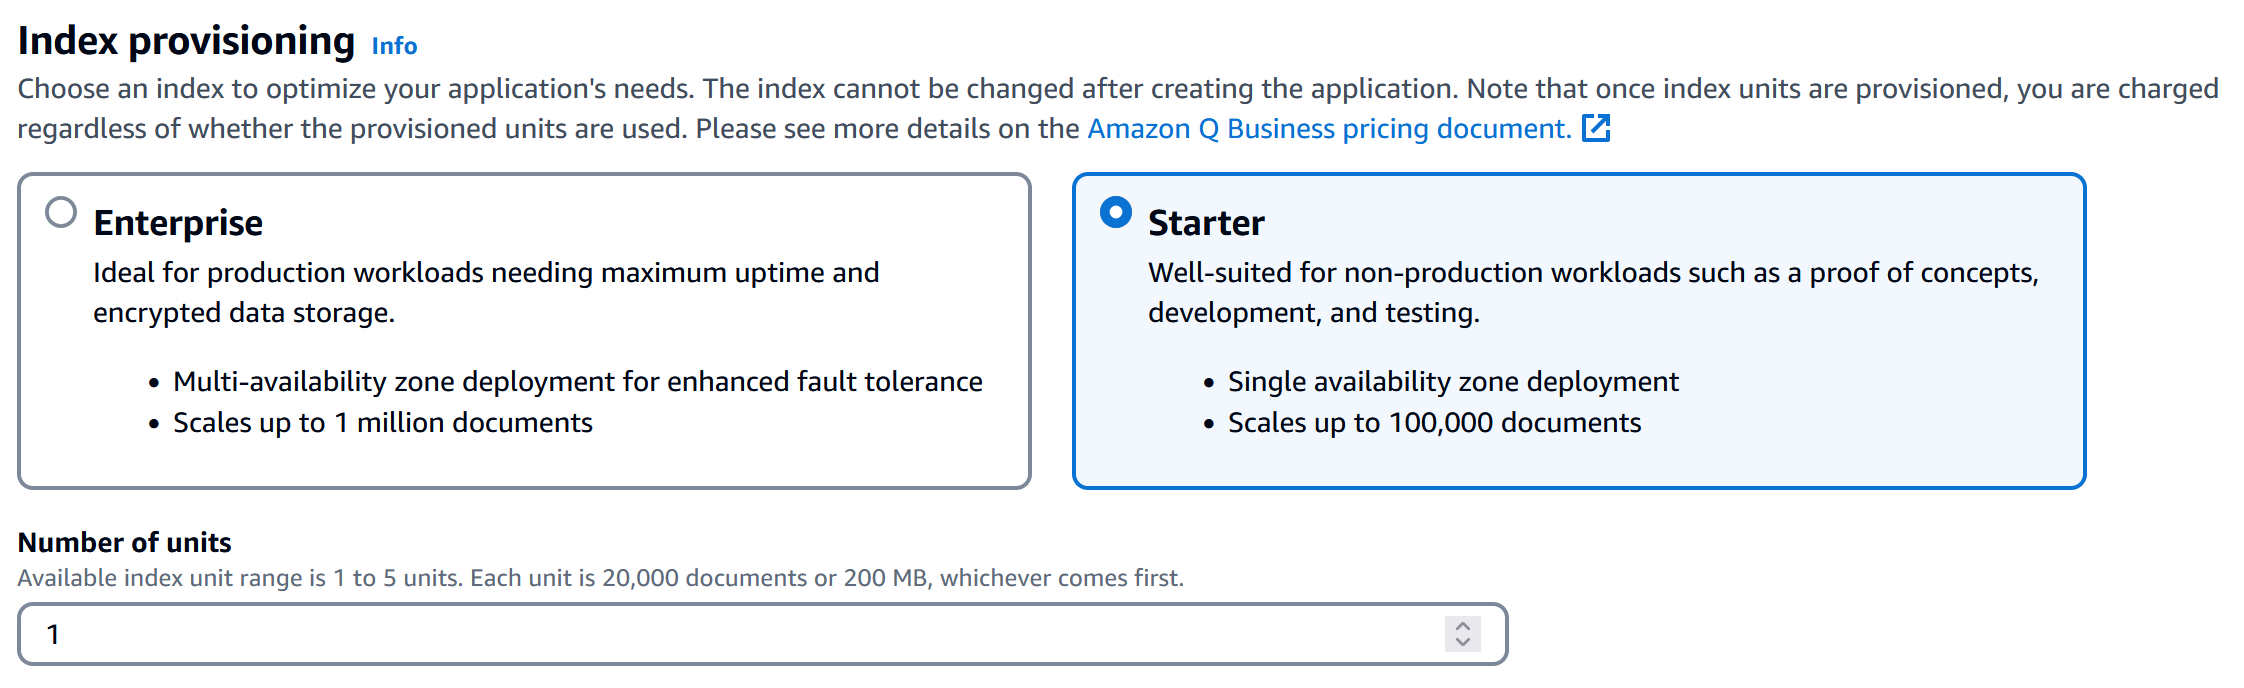 Index provisioning Info
Choose an index to optimize your application's needs. The index cannot be changed after creating the application. Note that once index units are provisioned, you are charged
regardless of whether the provisioned units are used. Please see more details on the Amazon Q Business pricing document.
Enterprise
Ideal for production workloads needing maximum uptime and
encrypted data storage.
• Multi-availability zone deployment for enhanced fault tolerance
• Scales up to 1 million documents
Starter
Well-suited for non-production workloads such as a proof of concepts,
development, and testing.
• Single availability zone deployment
• Scales up to 100,000 documents
Number of units
Available index unit range is 1 to 5 units. Each unit is 20,000 documents or 200 MB, whichever comes first.
1